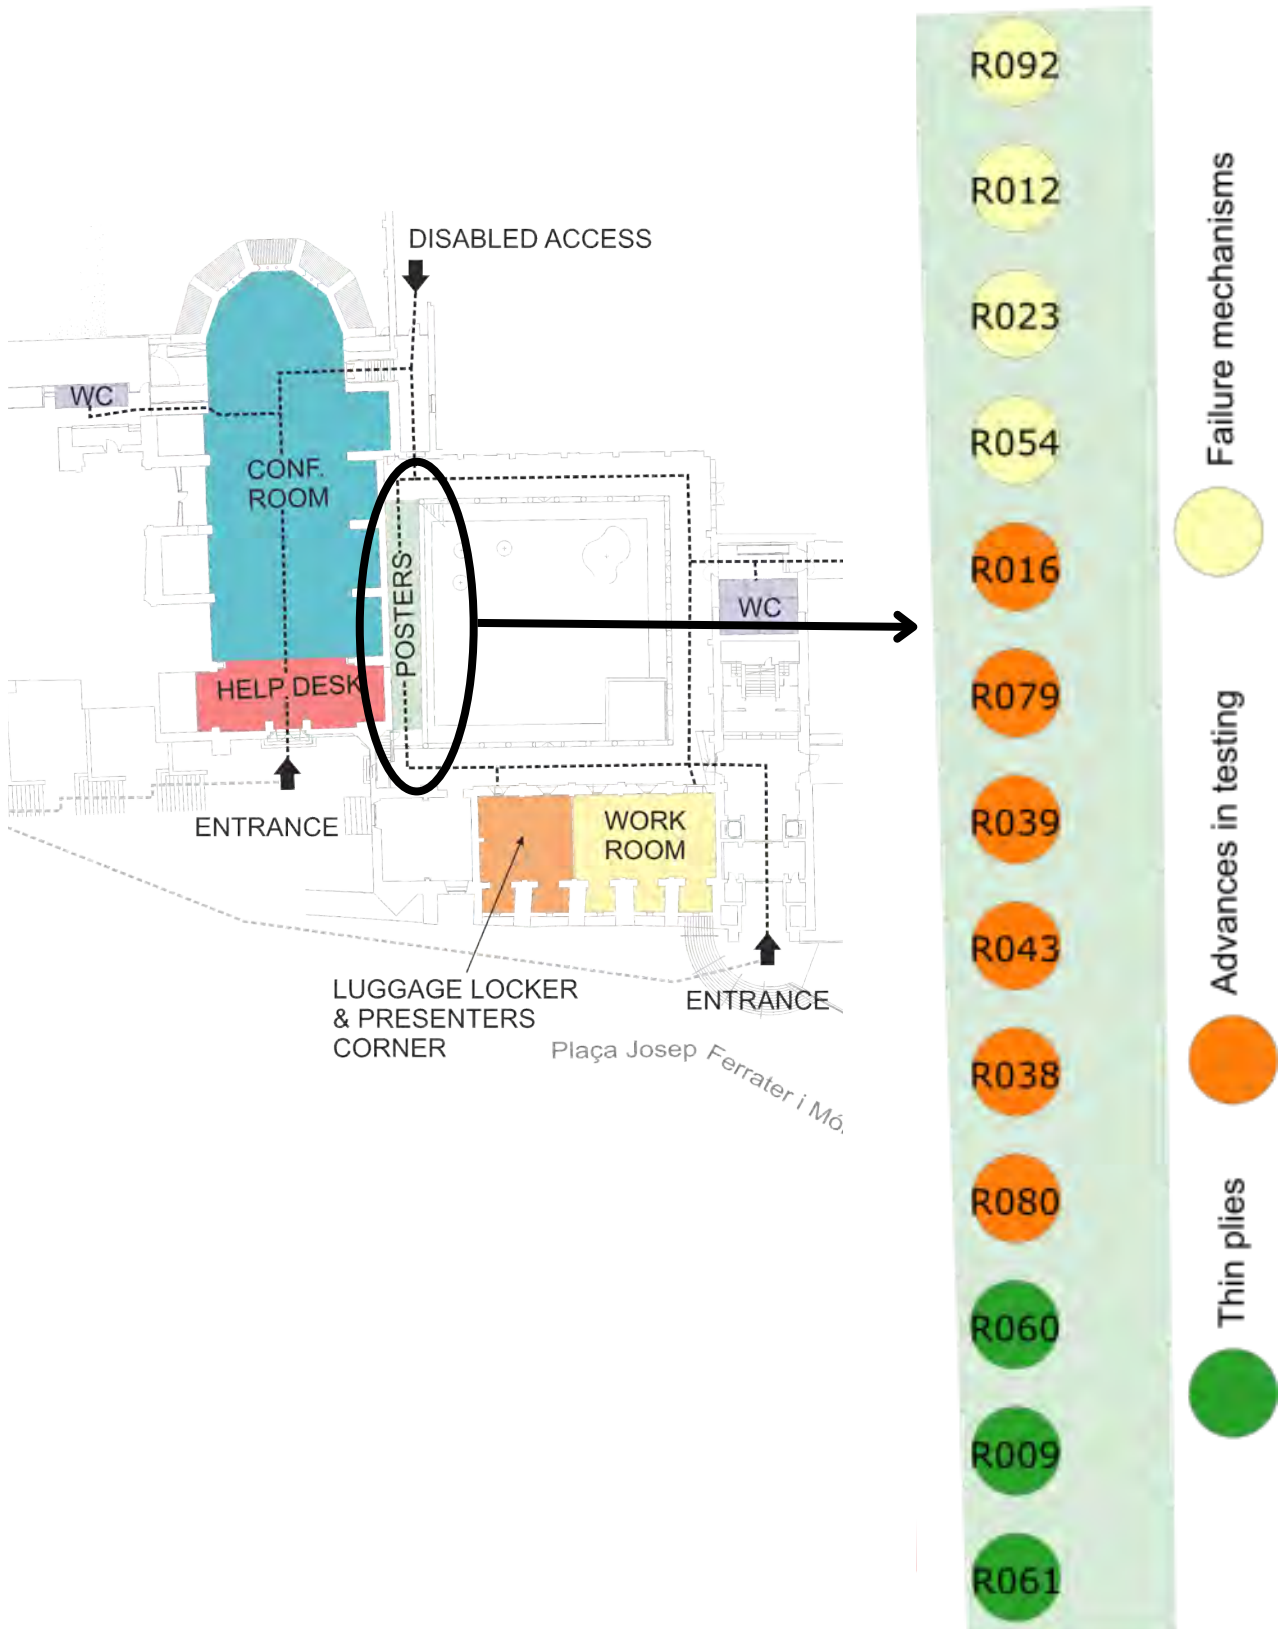 DISABLED ACCESS
WC
CONF.
ROOM
POSTERS
WC
HELP DESK
ENTRANCE
WORK
ROOM
LUGGAGE LOCKER
& PRESENTERS
CORNER
ENTRANCE
Plaça Josep Ferrater i Mó.
R092
R012
R023
R054
R016
R079
R039
R043
R038
R080
R060
R009
R061
Failure mechanisms
Advances in testing
Thin plies